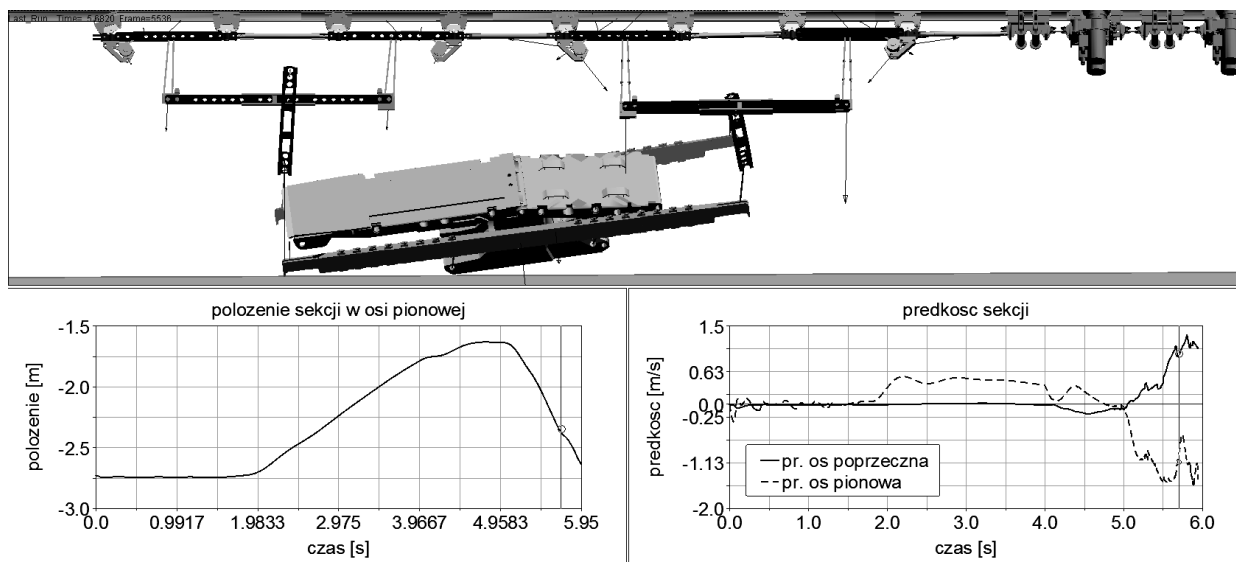 Last_Run Time= 5.6820 Frame=5536
polozenie sekcji w osi pionowej
-1.5
-2.0
-2.5
-3.0
polozenie [m]
0.0 0.9917 1.9833 2.975 3.9667 4.9583 5.95
czas [s]
predkosc sekcji
1.5
0.63
0.0
-0.25
-1.13
-2.0
predkosc [m/s]
pr. os poprzeczna
pr. os pionowa
0.0 1.0 2.0 3.0 4.0 5.0 6.0
czas [s]